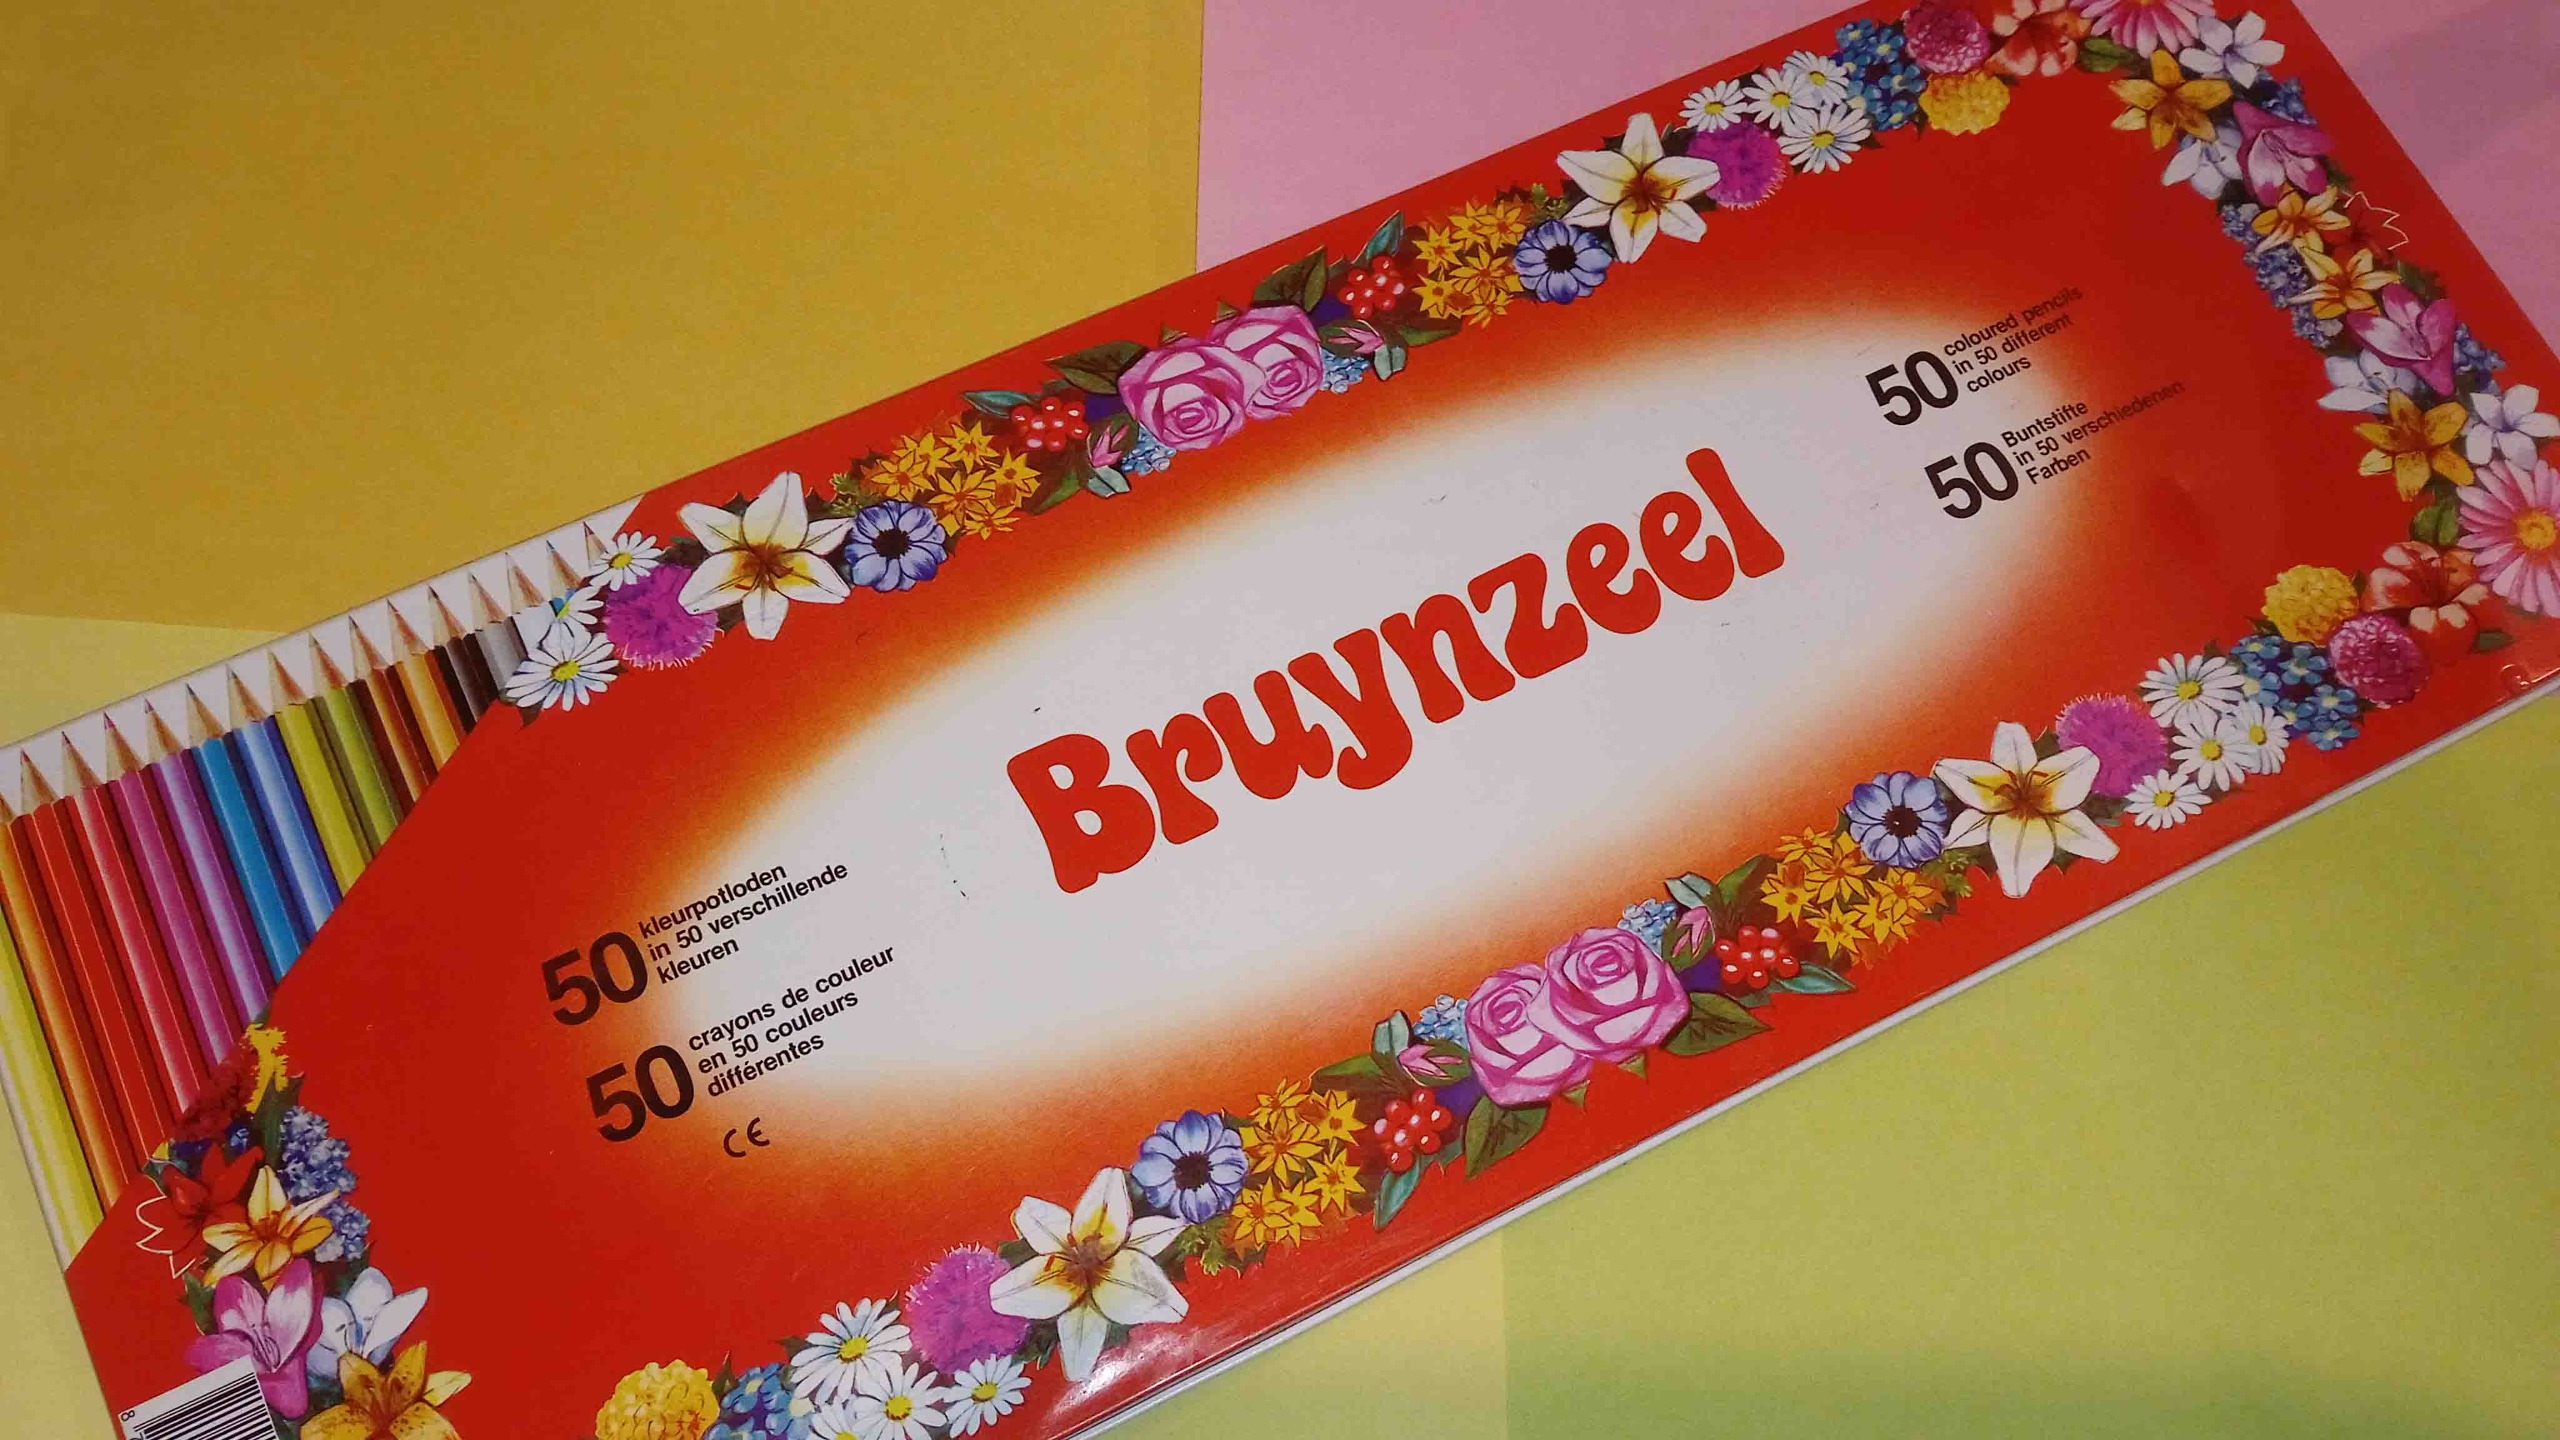 Bruynzeel
50 kleurpotloden
in 50 verschillende
kleuren
50 crayons de couleur
en 50 couleurs
différentes
CE
50 coloured pencils
in 50 different
colours
50 Buntstifte
in 50 verschiedenen
Farben
8